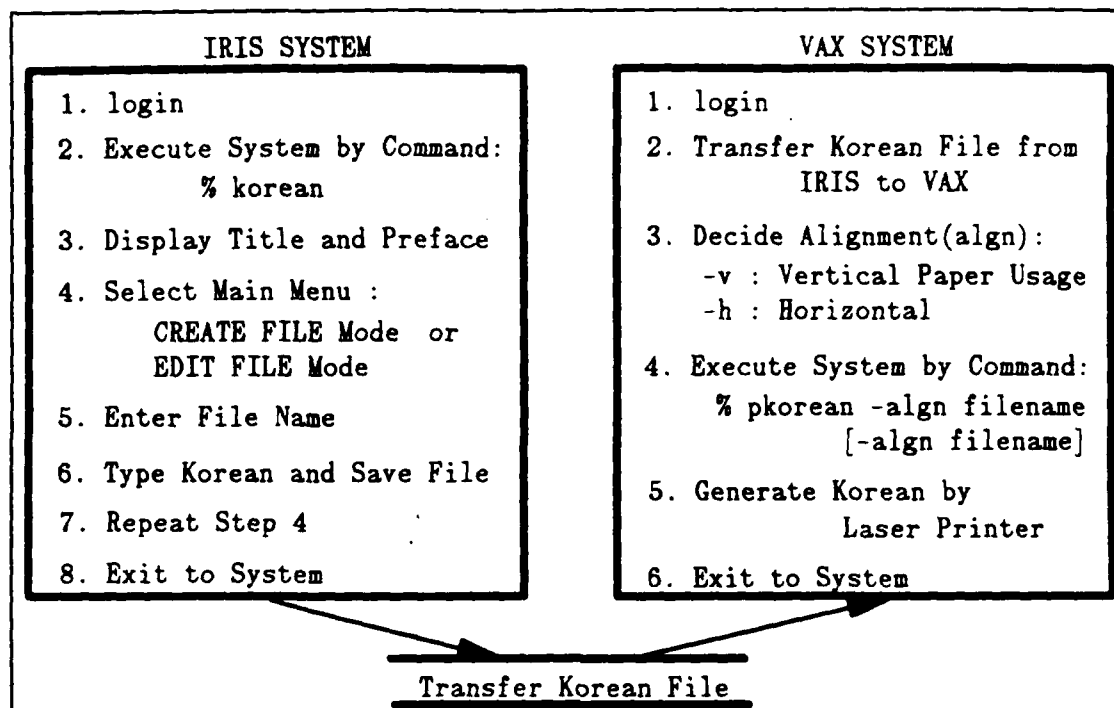 IRIS SYSTEM
1. login
2. Execute System by Command:
% korean
3. Display Title and Preface
4. Select Main Menu :
CREATE FILE Mode or
EDIT FILE Mode
5. Enter File Name
6. Type Korean and Save File
7. Repeat Step 4
8. Exit to System
VAX SYSTEM
1. login
2. Transfer Korean File from
IRIS to VAX
3. Decide Alignment(algn):
-v : Vertical Paper Usage
-h : Horizontal
4. Execute System by Command:
% pkorean -algn filename
[-algn filename]
5. Generate Korean by
Laser Printer
6. Exit to System
Transfer Korean File